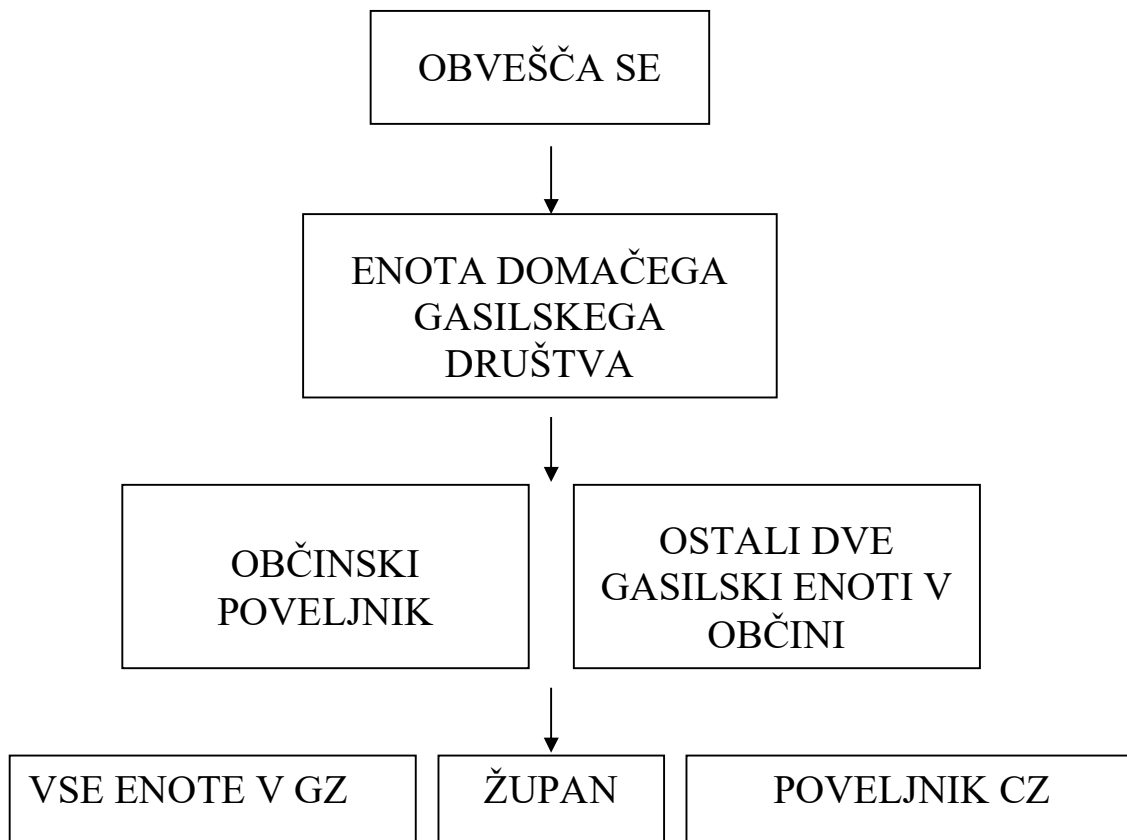 OBVEŠČA SE
ENOTA DOMAČEGA
GASILSKEGA
DRUŠTVA
OBČINSKI
POVELJNIK
OSTALI DVE
GASILSKI ENOTI V
OBČINI
VSE ENOTE V GZ
ŽUPAN
POVELJNIK CZ